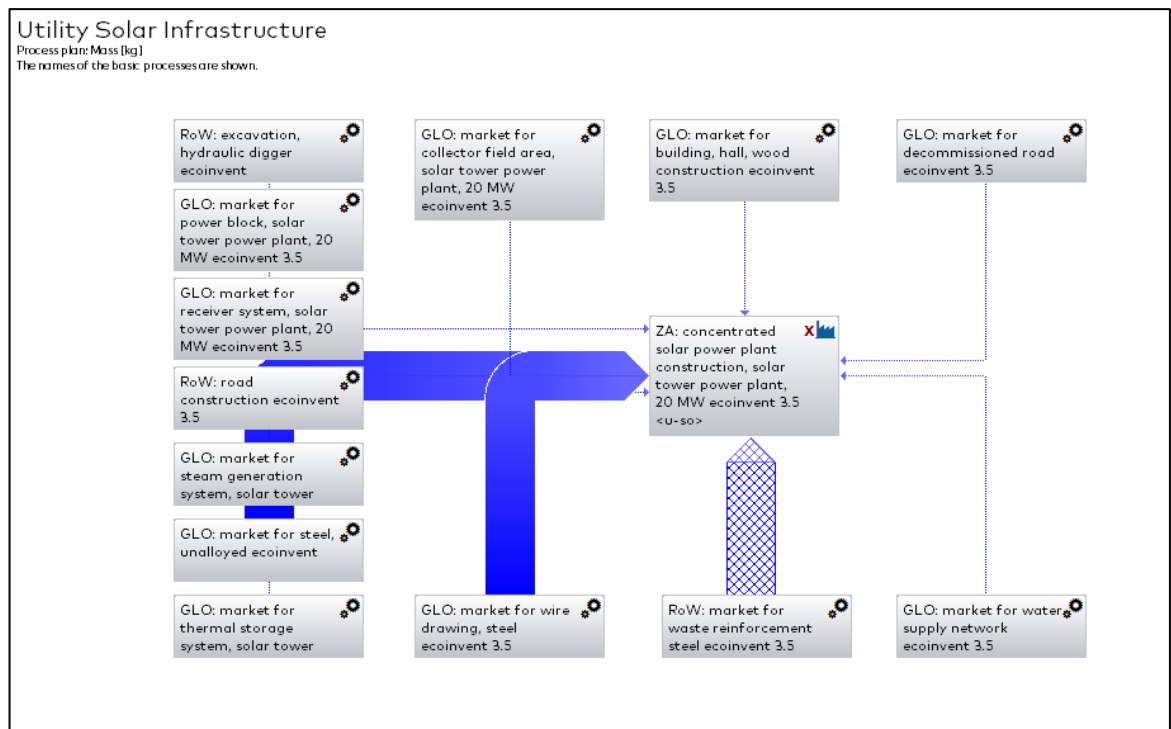 Utility Solar Infrastructure
Process plan: Mass [kg]
The names of the basic processes are shown.
RoW: excavation,
hydraulic digger
ecoinvent
GLO: market for
collector field area,
solar tower power
plant, 20 MW
ecoinvent 3.5
GLO: market for
building, hall, wood
construction ecoinvent
3.5
GLO: market for
decommissioned road
ecoinvent 3.5
GLO: market for
power block, solar
tower power plant, 20
MW ecoinvent 3.5
GLO: market for
receiver system, solar
tower power plant, 20
MW ecoinvent 3.5
ZA: concentrated
solar power plant
construction, solar
tower power plant,
20 MW ecoinvent 3.5
<u-so>
X
RoW: road
construction ecoinvent
3.5
GLO: market for
steam generation
system, solar tower
GLO: market for steel,
unalloyed ecoinvent
GLO: market for
thermal storage
system, solar tower
GLO: market for wire
drawing, steel
ecoinvent 3.5
RoW: market for
waste reinforcement
steel ecoinvent 3.5
GLO: market for water
supply network
ecoinvent 3.5